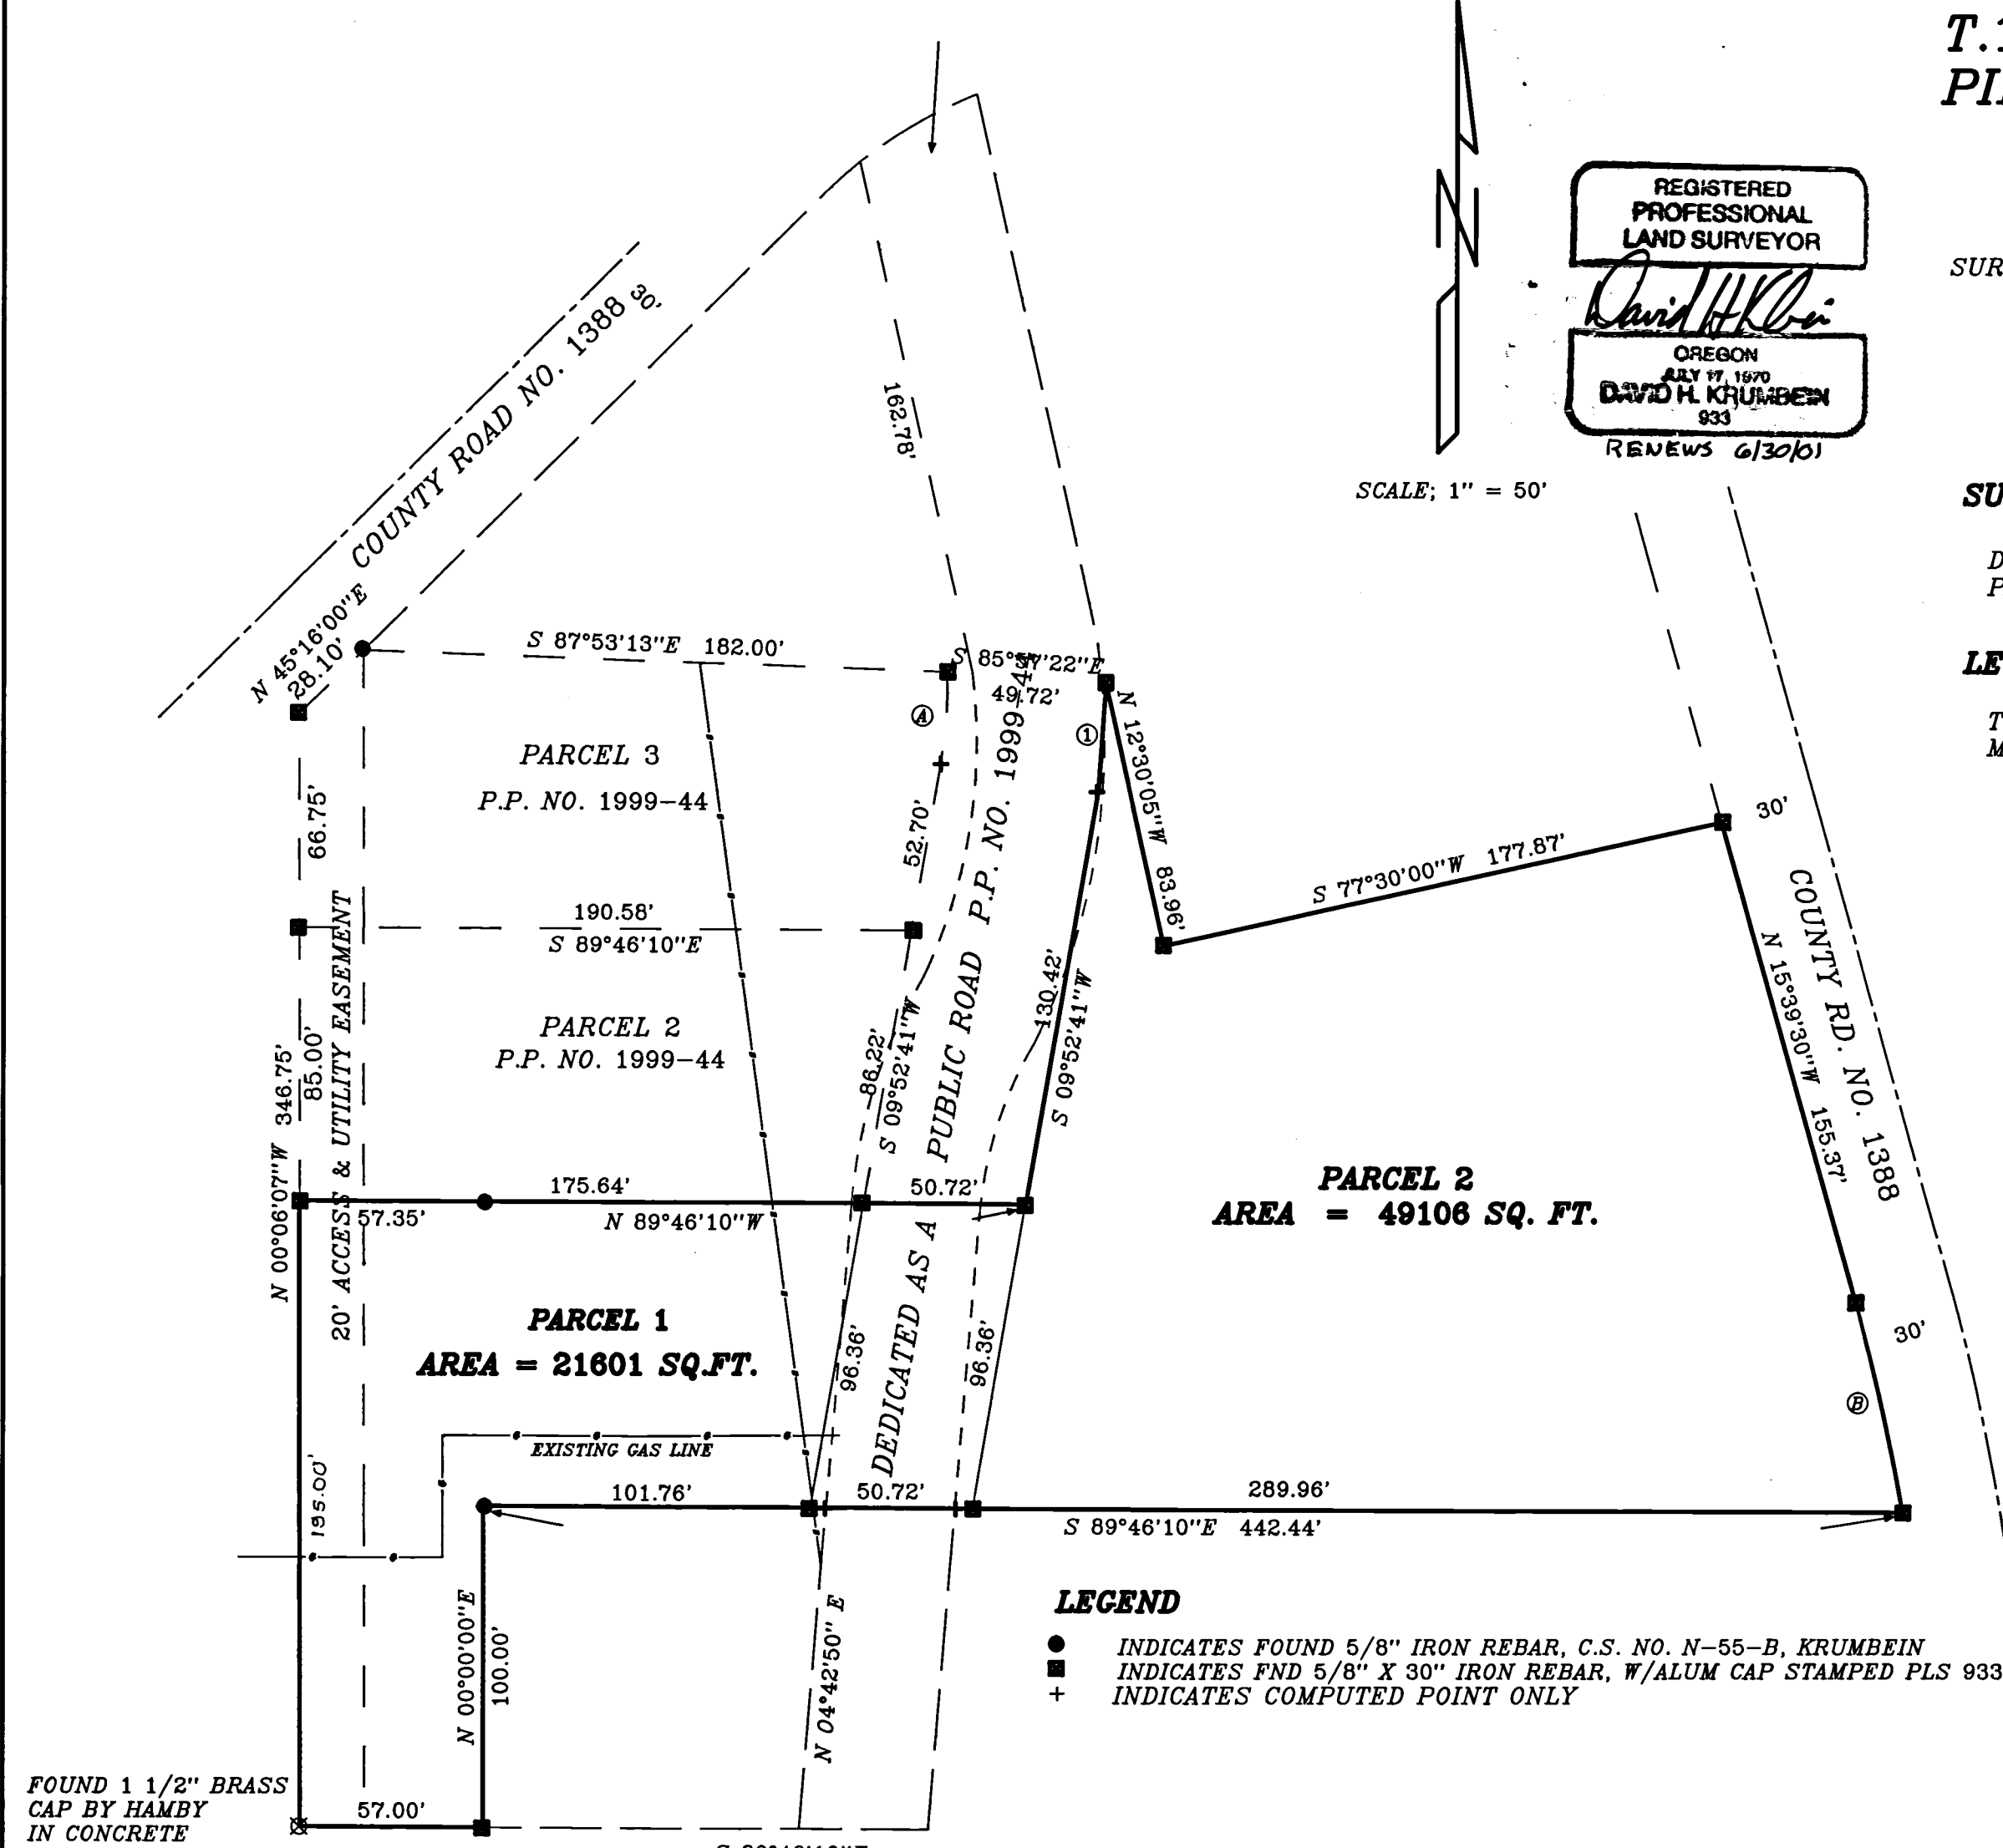 T.
PI
REGISTERED
PROFESSIONAL
LAND SURVEYOR
OREGON
JULY 17, 1970
DAVID H. KRUMBEIN
933
RENEWS 6/30/01
SUR
SCALE; 1" = 50'
SU
D
P
LE
T
M
COUNTY ROAD NO. 1388
30'
162.78'
N 45°16'00"E
28.10'
S 87°53'13"E 182.00'
S 85°47'22"E
49.72'
A
1
N 12°30'05"W 83.96'
PARCEL 3
P.P. NO. 1999-44
66.75'
52.70'
S 77°30'00"W 177.87'
30'
COUNTY RD. NO. 1388
N 15°39'30"W 155.37'
190.58'
S 89°46'10"E
20' ACCESS & UTILITY EASEMENT
PARCEL 2
P.P. NO. 1999-44
N 00°06'07"W 346.75'
85.00'
86.22'
S 09°52'41"W
130.42'
S 09°52'41"W
DEDICATED AS A PUBLIC ROAD P.P. NO. 1999-44
175.64'
50.72'
57.35'
N 89°46'10"W
PARCEL 2
AREA = 49106 SQ. FT.
PARCEL 1
AREA = 21601 SQ.FT.
96.36'
96.36'
30'
B
EXISTING GAS LINE
195.00'
101.76'
50.72'
289.96'
S 89°46'10"E 442.44'
N 00°00'00"E
100.00'
N 04°42'50" E
LEGEND
INDICATES FOUND 5/8" IRON REBAR, C.S. NO. N-55-B, KRUMBEIN
INDICATES FND 5/8" X 30" IRON REBAR, W/ALUM CAP STAMPED PLS 933
+ INDICATES COMPUTED POINT ONLY
FOUND 1 1/2" BRASS
CAP BY HAMBY
IN CONCRETE
57.00'